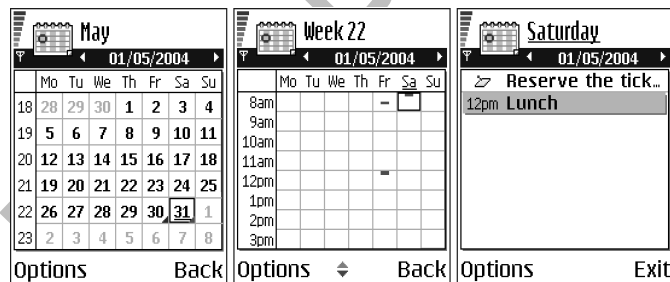 May
01/05/2004
Mo Tu We Th Fr Sa Su
18 28 29 30 1 2 3 4
19 5 6 7 8 9 10 11
20 12 13 14 15 16 17 18
21 19 20 21 22 23 24 25
22 26 27 28 29 30 31 1
23 2 3 4 5 6 7 8
Options Back
Week 22
01/05/2004
Mo Tu We Th Fr Sa Su
8am
9am
10am
11am
12pm
1pm
2pm
3pm
Options Back
Saturday
01/05/2004
Reserve the tick...
12pm Lunch
Options Exit